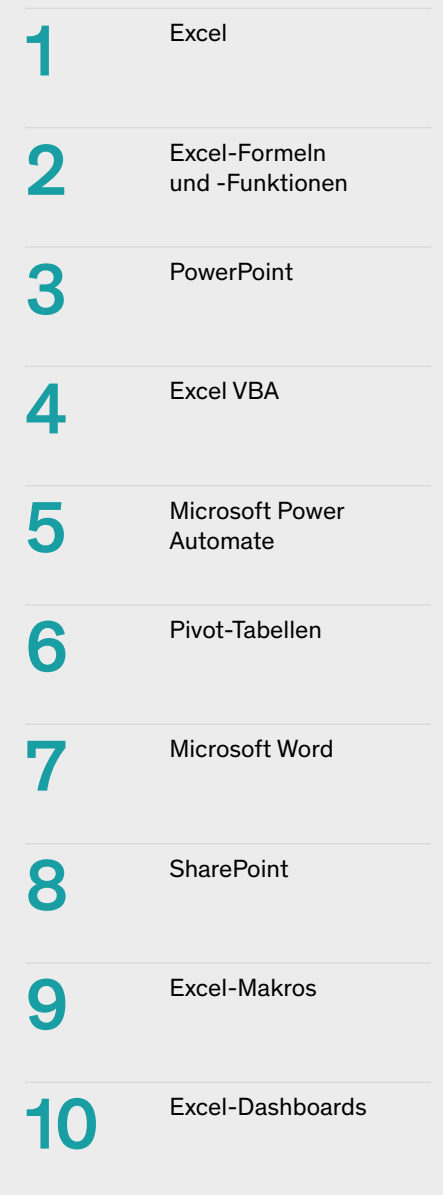 1
Excel
2
Excel-Formeln
und -Funktionen
3
PowerPoint
4
Excel VBA
5
Microsoft Power
Automate
6
Pivot-Tabellen
7
Microsoft Word
8
SharePoint
9
Excel-Makros
10
Excel-Dashboards